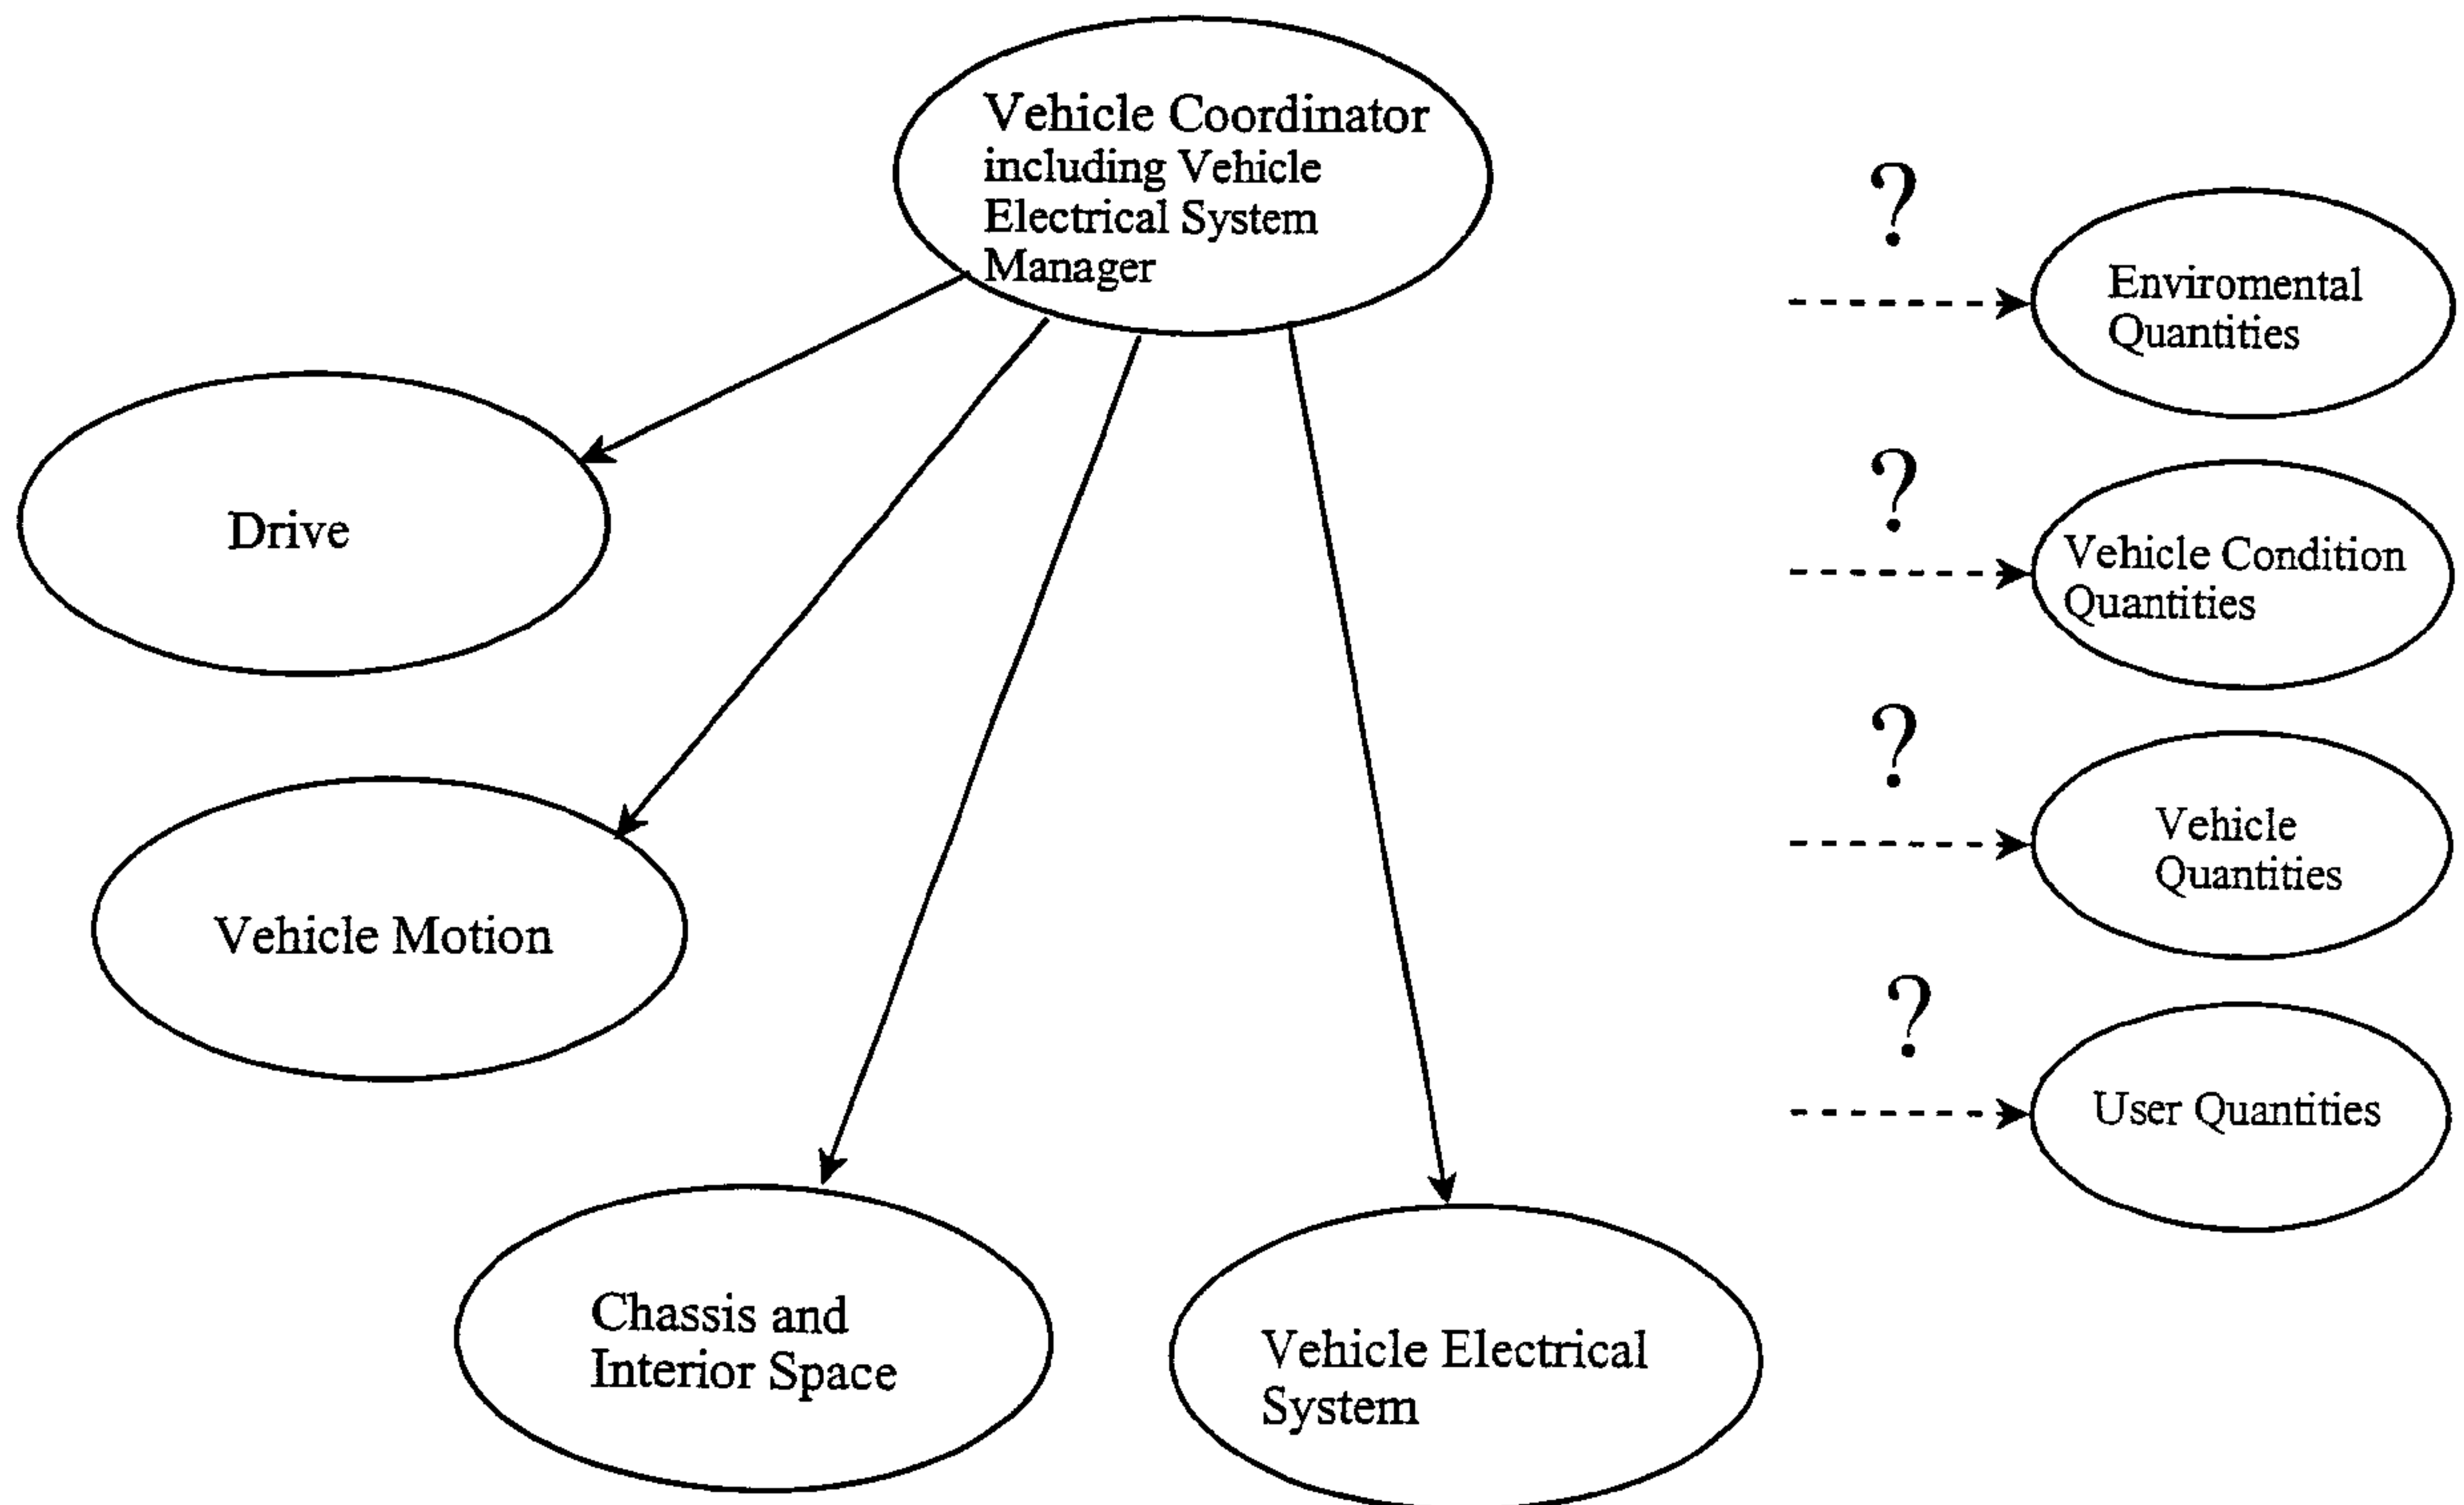 Vehicle Coordinator
including Vehicle
Electrical System
Manager
?
Enviromental
Quantities
Drive
?
Vehicle Condition
Quantities
?
Vehicle
Quantities
Vehicle Motion
?
User Quantities
Chassis and
Interior Space
Vehicle Electrical
System